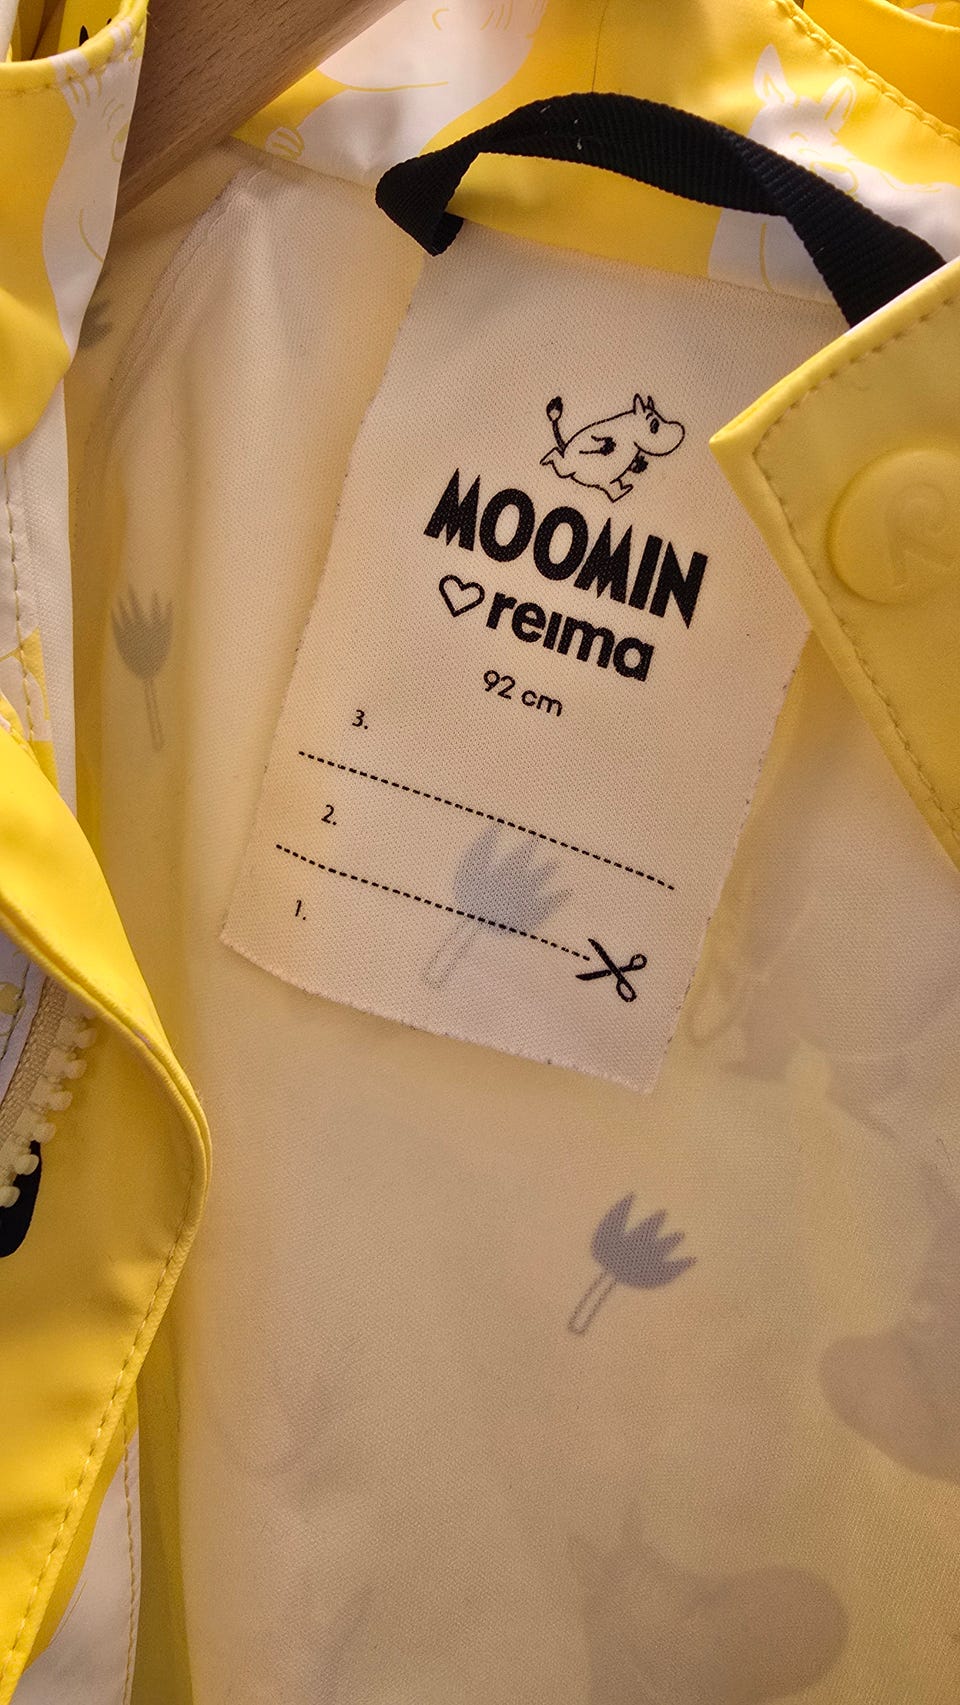 MOOMIN
♡ reima
92 cm
3.
2.
1.
R